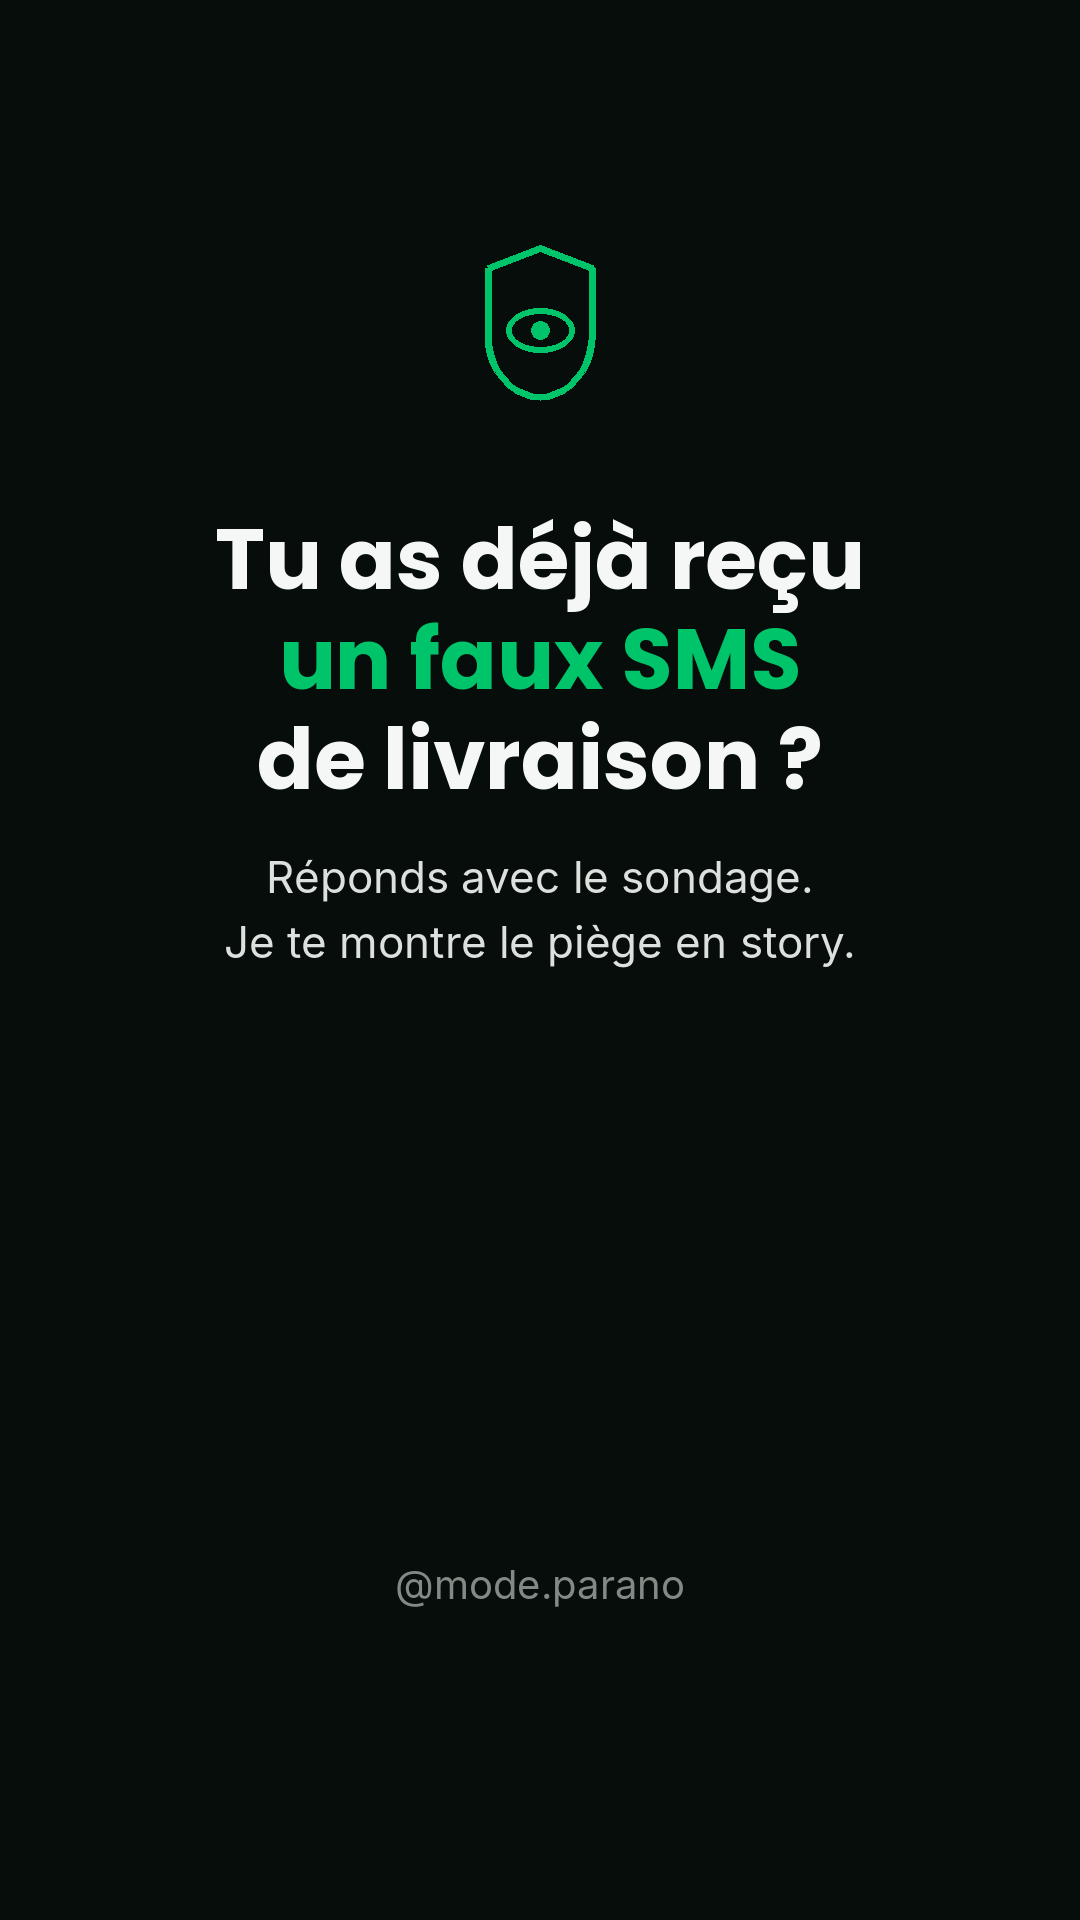 Tu as déjà reçu
un faux SMS
de livraison ?
Réponds avec le sondage.
Je te montre le piège en story.
@mode.parano